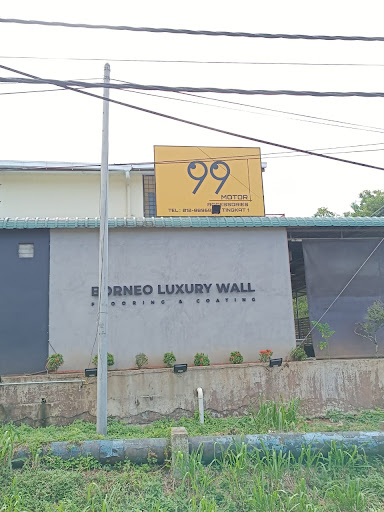 99
MOTOR
ACCESSORIES
TINGKAT 1
BORNEO LUXURY WALL
FLOORING & COATING